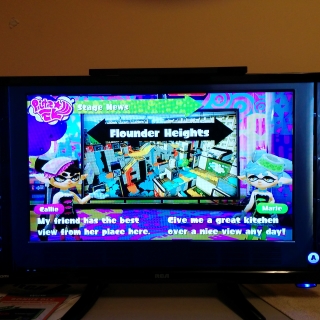 Stage News
Flounder Heights
Callie
My friend has the best
view from her place here.
Marie
Give me a great kitchen
over a nice view any day!
A